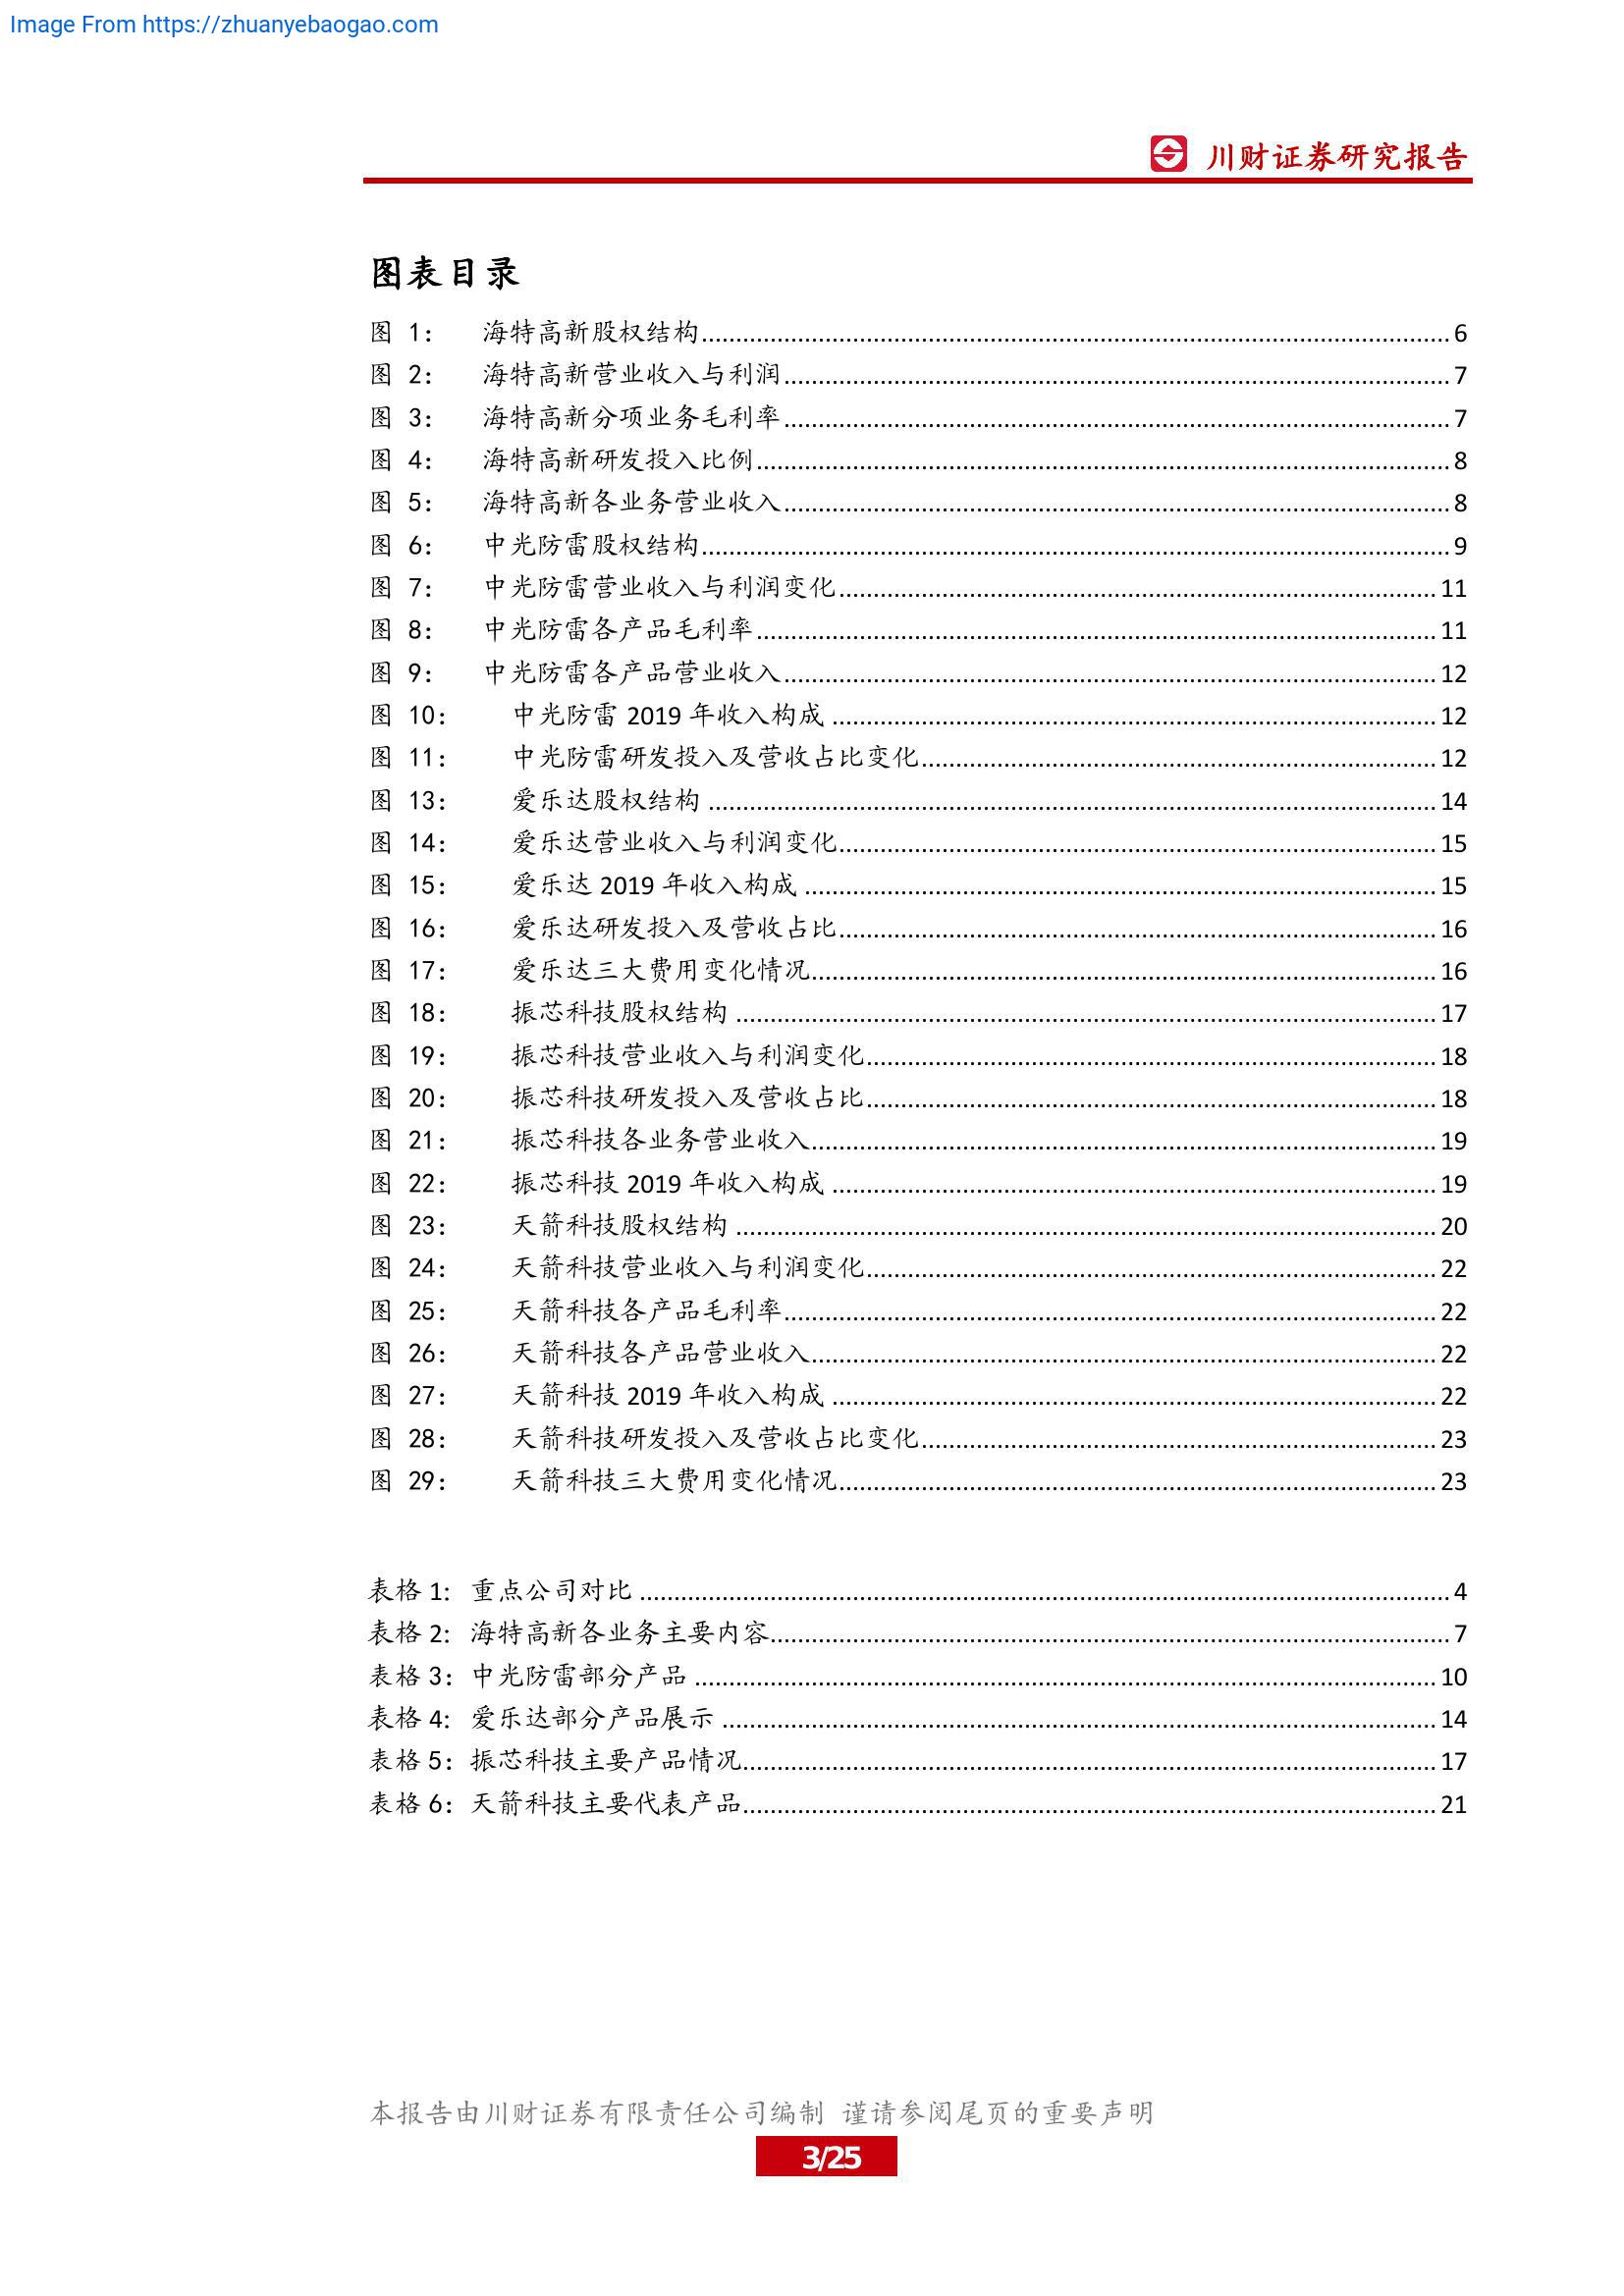 Image From https://zhuanyebaogao.com
川财证券研究报告
图表目录
图 1： 海特高新股权结构 6
图 2： 海特高新营业收入与利润 7
图 3： 海特高新分项业务毛利率 7
图 4： 海特高新研发投入比例 8
图 5： 海特高新各业务营业收入 8
图 6： 中光防雷股权结构 9
图 7： 中光防雷营业收入与利润变化 11
图 8： 中光防雷各产品毛利率 11
图 9： 中光防雷各产品营业收入 12
图 10： 中光防雷 2019 年收入构成 12
图 11： 中光防雷研发投入及营收占比变化 12
图 13： 爱乐达股权结构 14
图 14： 爱乐达营业收入与利润变化 15
图 15： 爱乐达 2019 年收入构成 15
图 16： 爱乐达研发投入及营收占比 16
图 17： 爱乐达三大费用变化情况 16
图 18： 振芯科技股权结构 17
图 19： 振芯科技营业收入与利润变化 18
图 20： 振芯科技研发投入及营收占比 18
图 21： 振芯科技各业务营业收入 19
图 22： 振芯科技 2019 年收入构成 19
图 23： 天箭科技股权结构 20
图 24： 天箭科技营业收入与利润变化 22
图 25： 天箭科技各产品毛利率 22
图 26： 天箭科技各产品营业收入 22
图 27： 天箭科技 2019 年收入构成 22
图 28： 天箭科技研发投入及营收占比变化 23
图 29： 天箭科技三大费用变化情况 23
表格 1： 重点公司对比 4
表格 2： 海特高新各业务主要内容 7
表格 3： 中光防雷部分产品 10
表格 4： 爱乐达部分产品展示 14
表格 5： 振芯科技主要产品情况 17
表格 6： 天箭科技主要代表产品 21
本报告由川财证券有限责任公司编制 谨请参阅尾页的重要声明
3/25